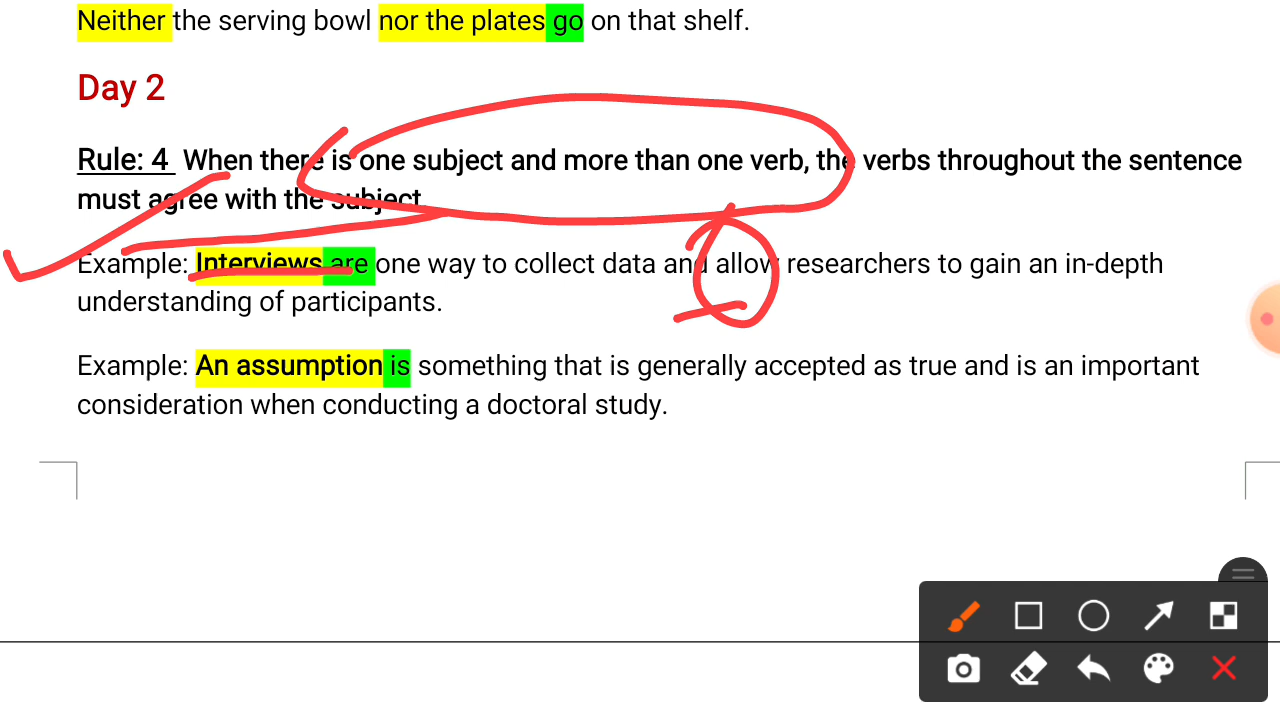 Neither the serving bowl nor the plates go on that shelf.
Day 2
Rule: 4 When there is one subject and more than one verb, the verbs throughout the sentence
must agree with the subject.
Example: Interviews are one way to collect data and allow researchers to gain an in-depth
understanding of participants.
Example: An assumption is something that is generally accepted as true and is an important
consideration when conducting a doctoral study.